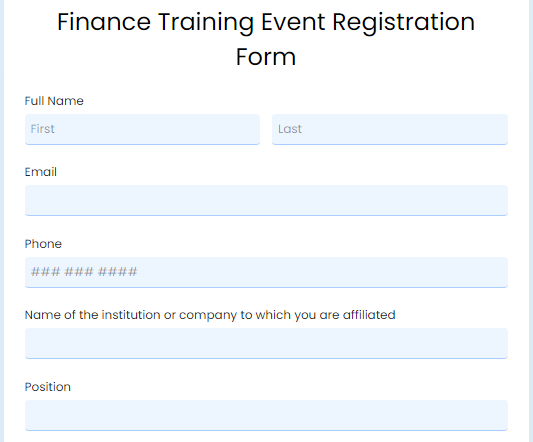 Finance Training Event Registration
Form
Full Name
First Last
Email
Phone
### ### ####
Name of the institution or company to which you are affiliated
Position